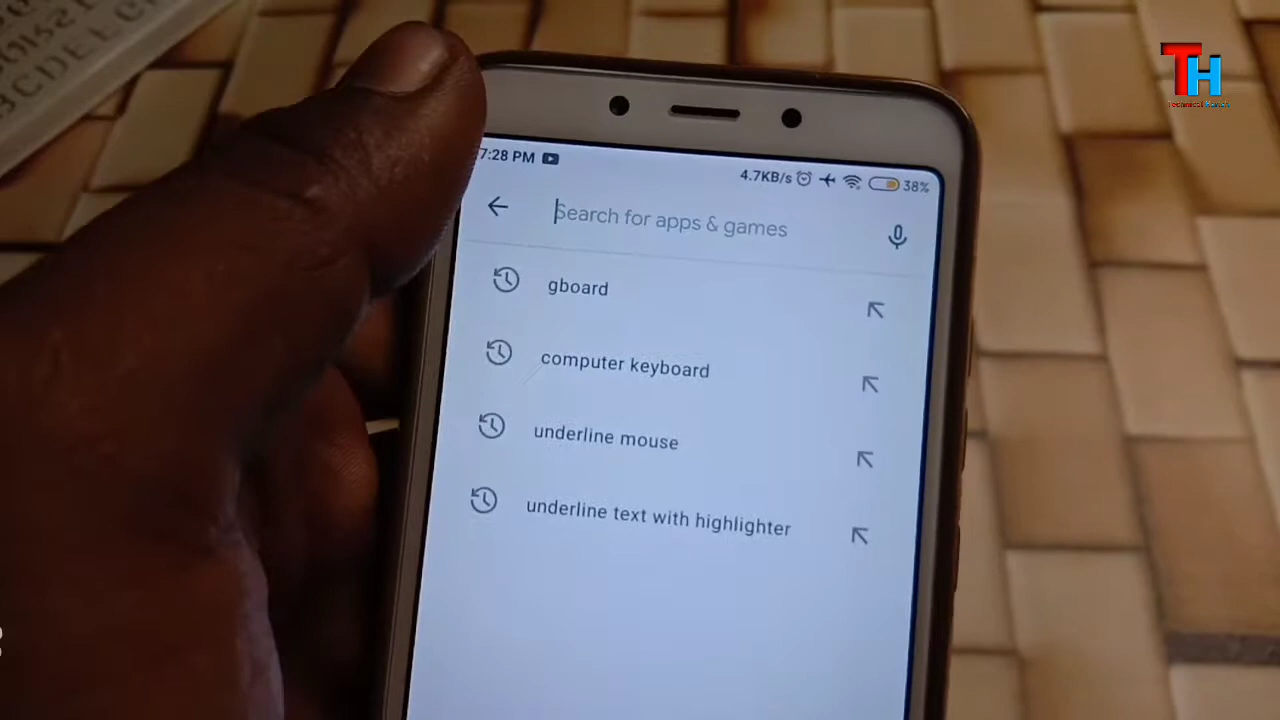 TH
7:28 PM
4.7KB/s 38%
Search for apps & games
gboard
computer keyboard
underline mouse
underline text with highlighter